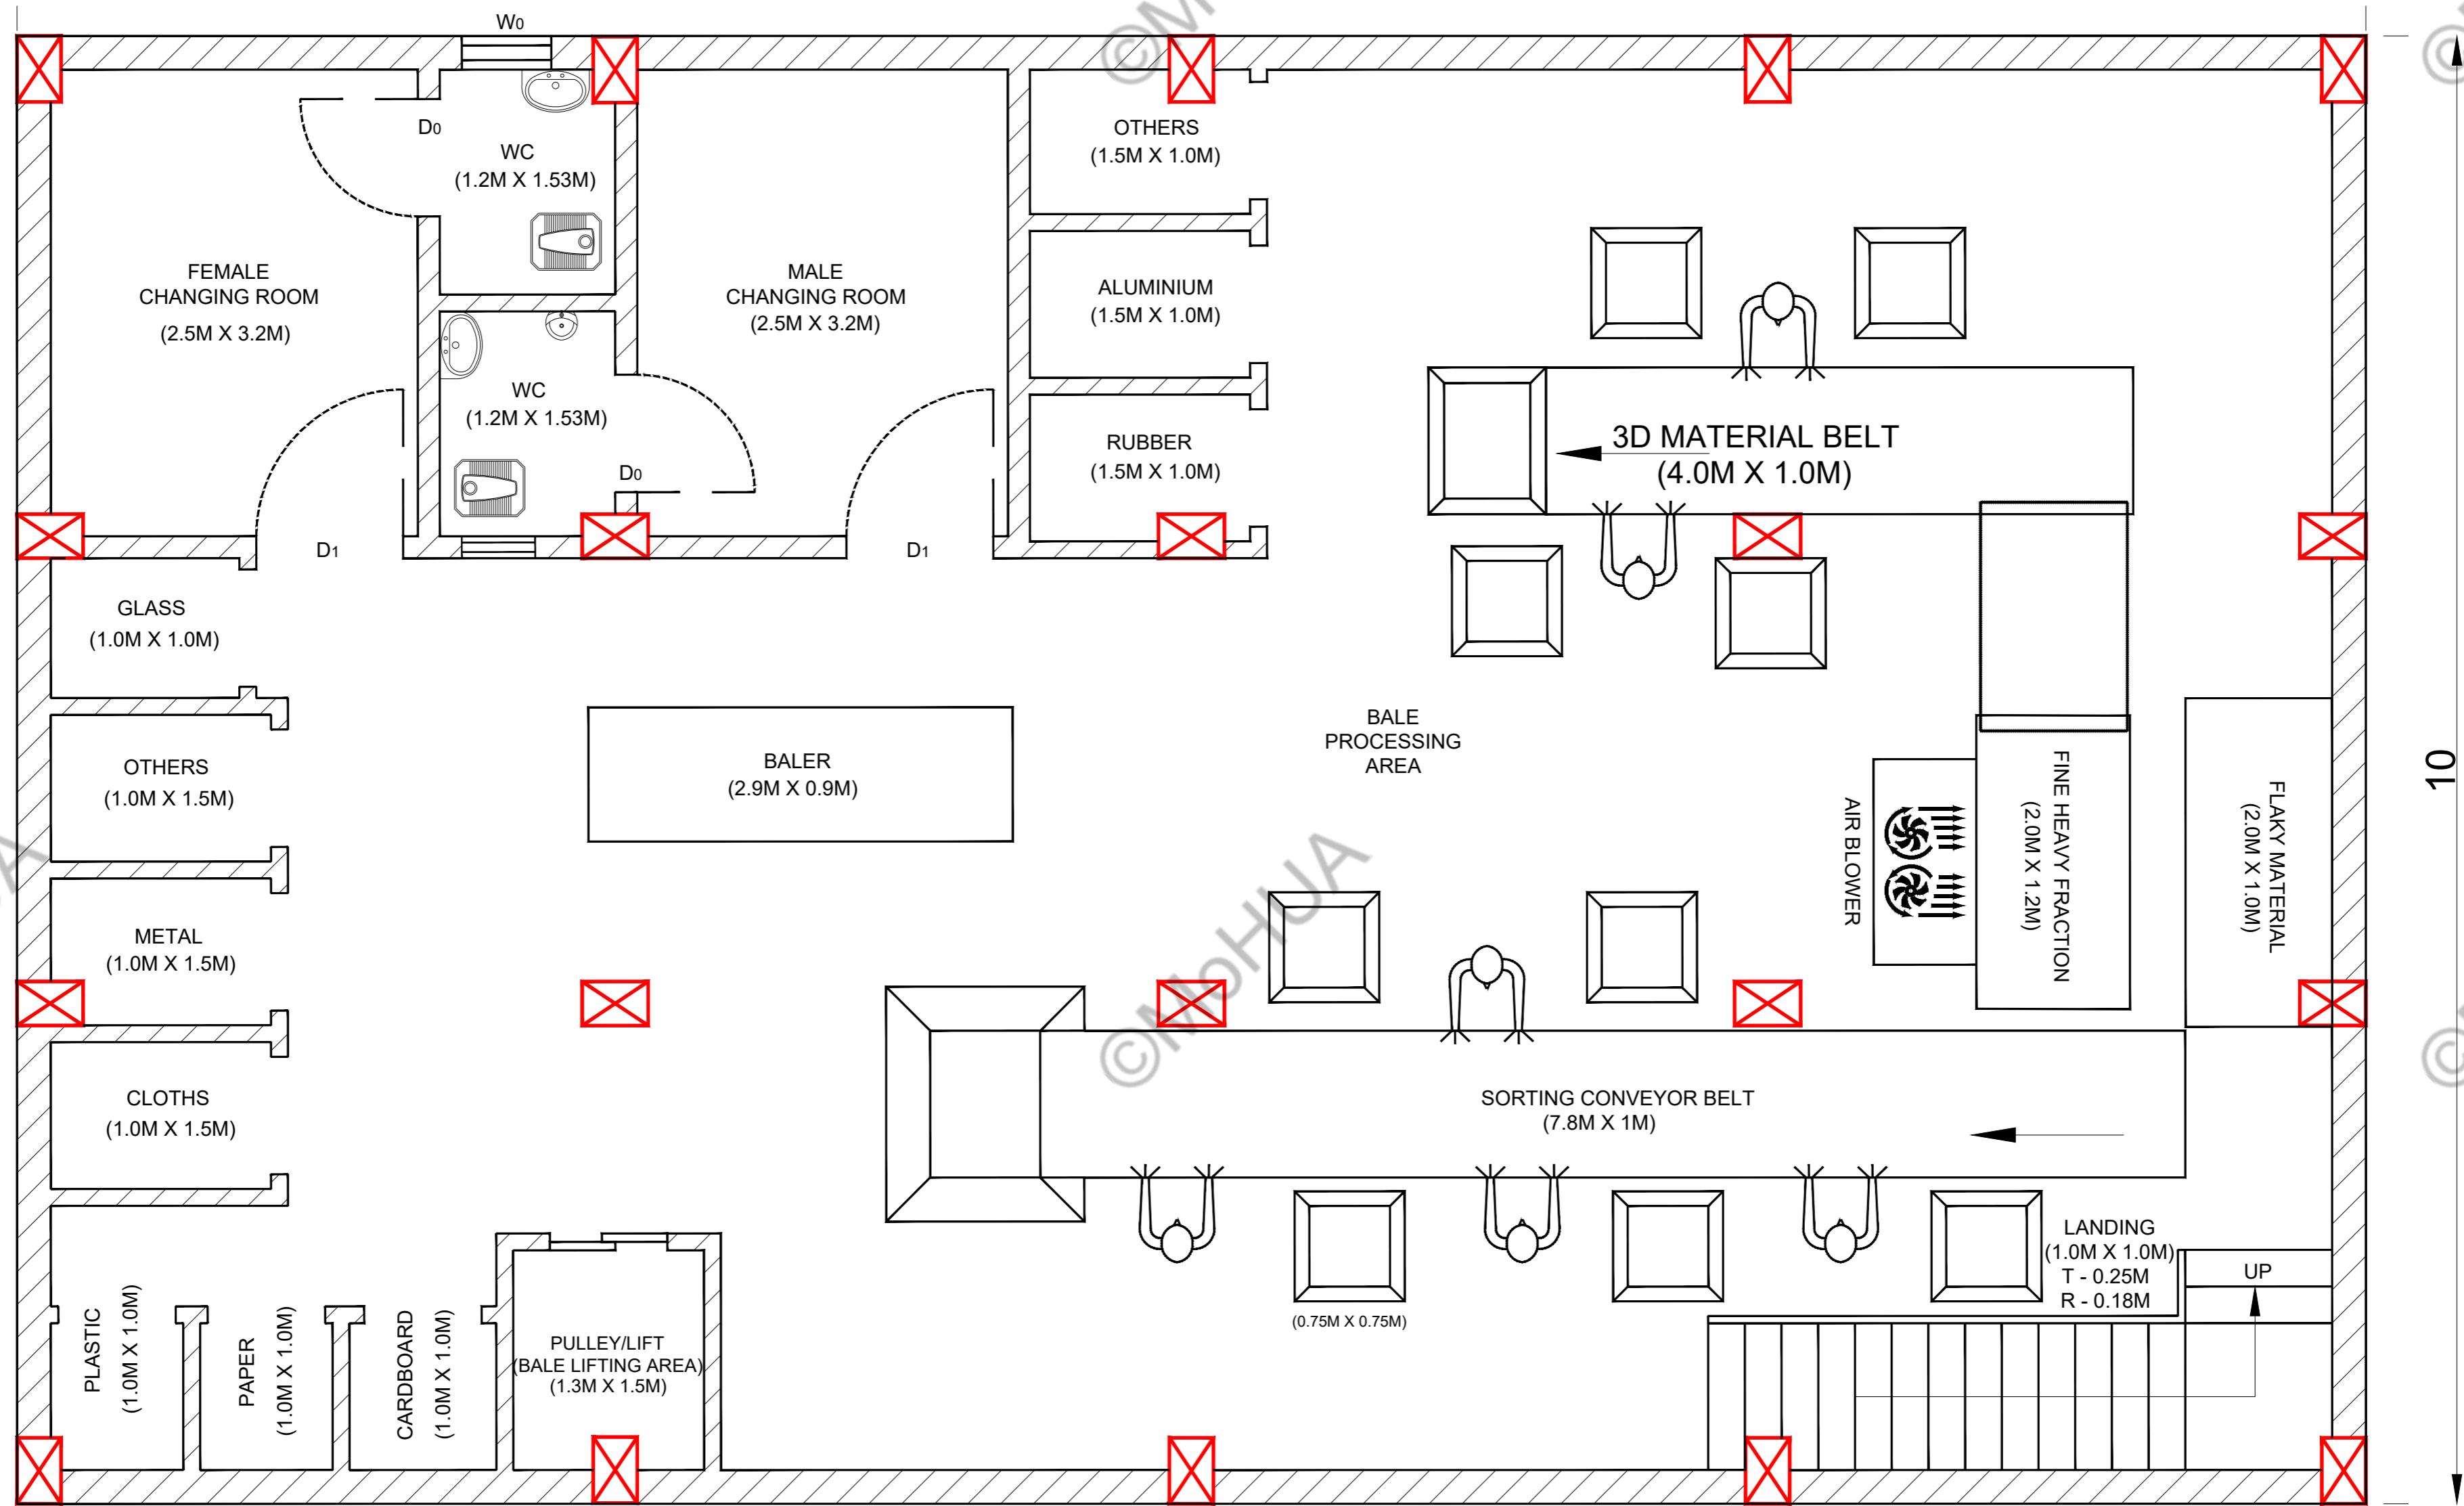 W0
D0
WC
(1.2M X 1.53M)
FEMALE
CHANGING ROOM
(2.5M X 3.2M)
MALE
CHANGING ROOM
(2.5M X 3.2M)
OTHERS
(1.5M X 1.0M)
ALUMINIUM
(1.5M X 1.0M)
WC
(1.2M X 1.53M)
D0
RUBBER
(1.5M X 1.0M)
3D MATERIAL BELT
(4.0M X 1.0M)
D1
D1
GLASS
(1.0M X 1.0M)
OTHERS
(1.0M X 1.5M)
METAL
(1.0M X 1.5M)
CLOTHS
(1.0M X 1.5M)
BALER
(2.9M X 0.9M)
BALE
PROCESSING
AREA
AIR BLOWER
FINE HEAVY FRACTION
(2.0M X 1.2M)
FLAKY MATERIAL
(2.0M X 1.0M)
10
SORTING CONVEYOR BELT
(7.8M X 1M)
LANDING
(1.0M X 1.0M)
T - 0.25M
R - 0.18M
UP
(0.75M X 0.75M)
PLASTIC
(1.0M X 1.0M)
PAPER
(1.0M X 1.0M)
CARDBOARD
(1.0M X 1.0M)
PULLEY/LIFT
(BALE LIFTING AREA)
(1.3M X 1.5M)
©MoHUA